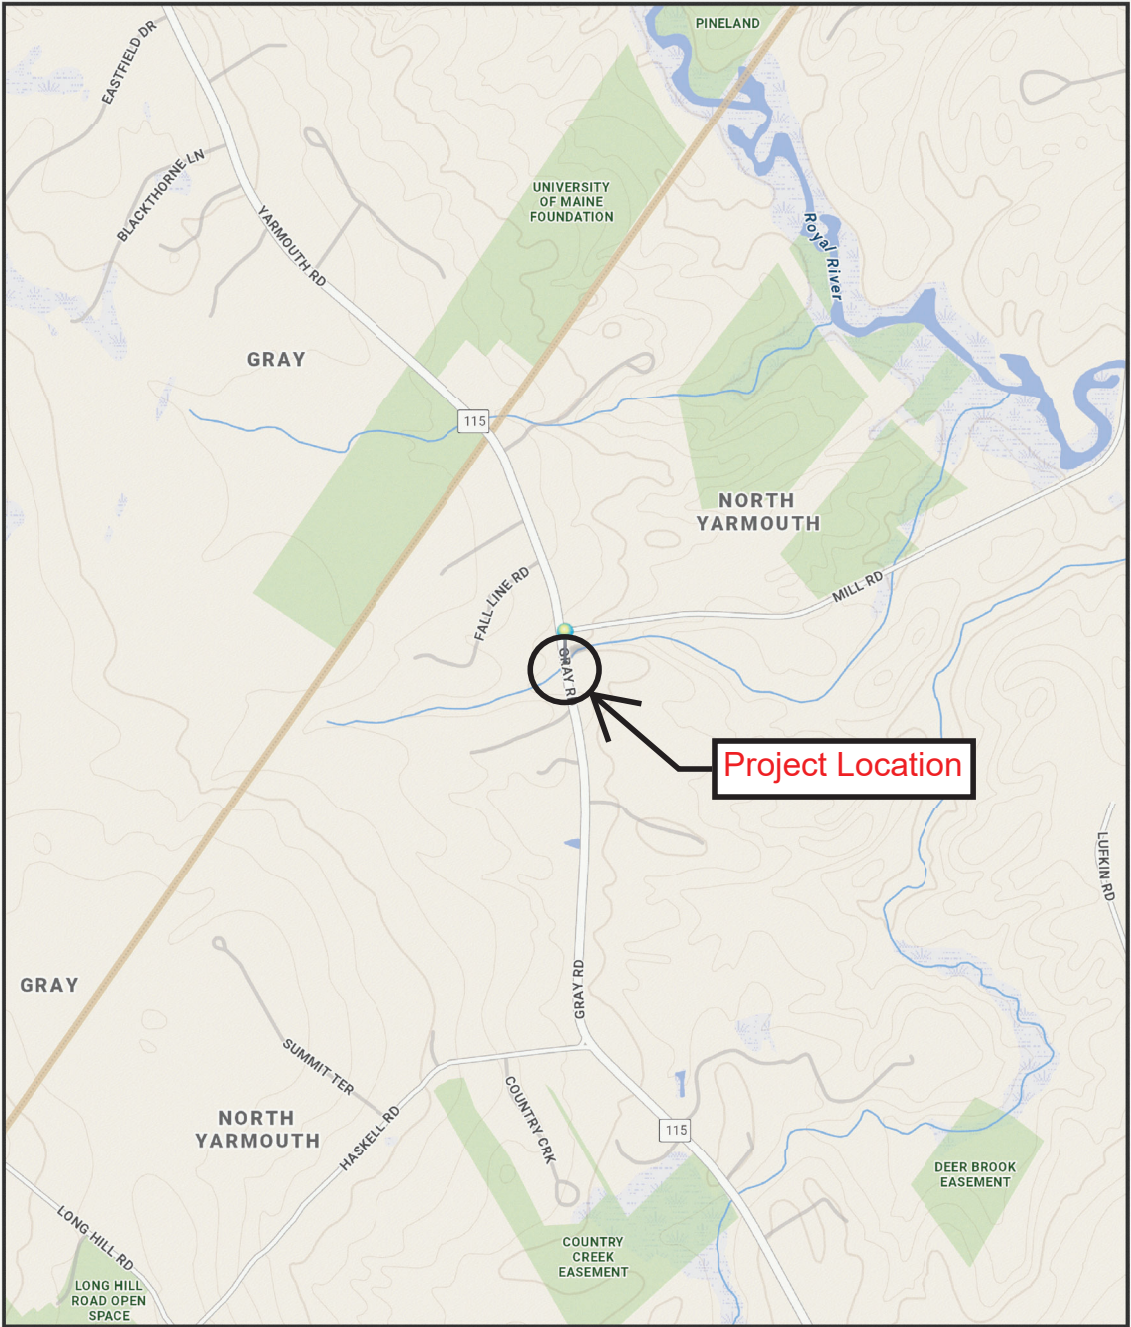 PINELAND
EASTFIELD DR
BLACKTHORNE LN
UNIVERSITY
OF MAINE
FOUNDATION
YARMOUTH RD
Royal River
GRAY
115
NORTH
YARMOUTH
FALL LINE RD
MILL RD
GRAY R
Project Location
LUFKIN RD
GRAY
GRAY RD
SUMMIT TER
COUNTRY CRK
NORTH
YARMOUTH
HASKELL RD
115
DEER BROOK
EASEMENT
LONG HILL RD
COUNTRY
CREEK
EASEMENT
LONG HILL
ROAD OPEN
SPACE